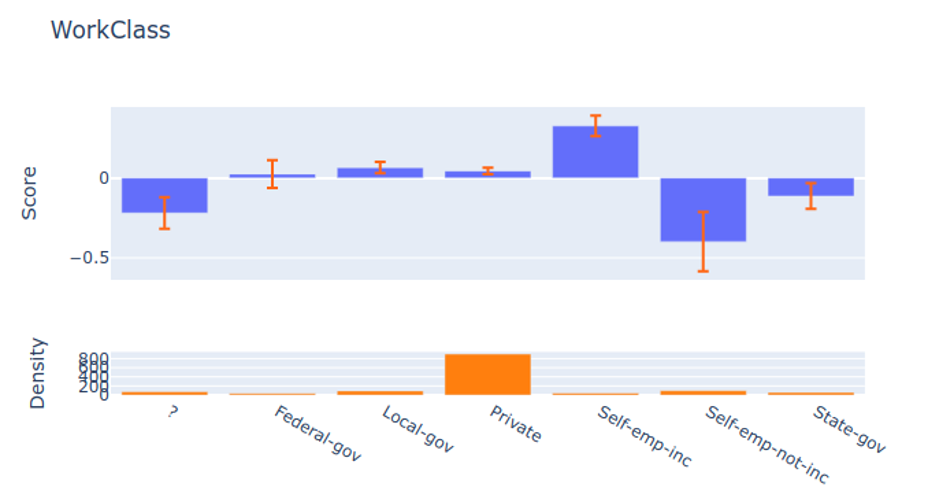 WorkClass
Score
0
−0.5
Density
800
600
400
200
0
?
Federal-gov
Local-gov
Private
Self-emp-inc
Self-emp-not-inc
State-gov